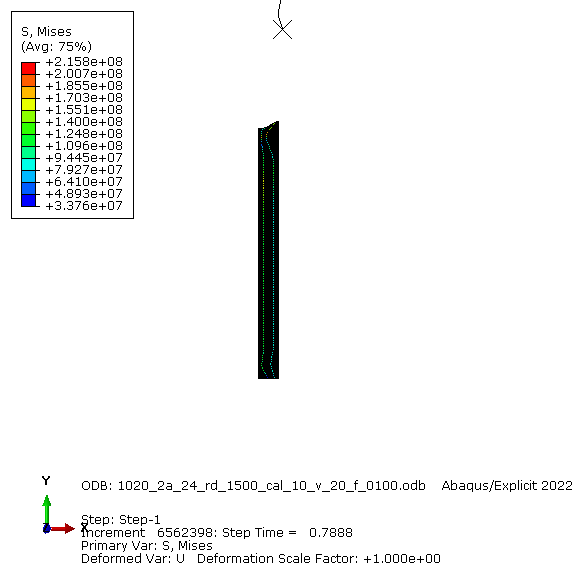 S, Mises
(Avg: 75%)
+2.158e+08
+2.007e+08
+1.855e+08
+1.703e+08
+1.551e+08
+1.400e+08
+1.248e+08
+1.096e+08
+9.445e+07
+7.927e+07
+6.410e+07
+4.893e+07
+3.376e+07
Y
X
Z
ODB: 1020_2a_24_rd_1500_cal_10_v_20_f_0100.odb Abaqus/Explicit 2022
Step: Step-1
Increment 6562398: Step Time = 0.7888
Primary Var: S, Mises
Deformed Var: U Deformation Scale Factor: +1.000e+00